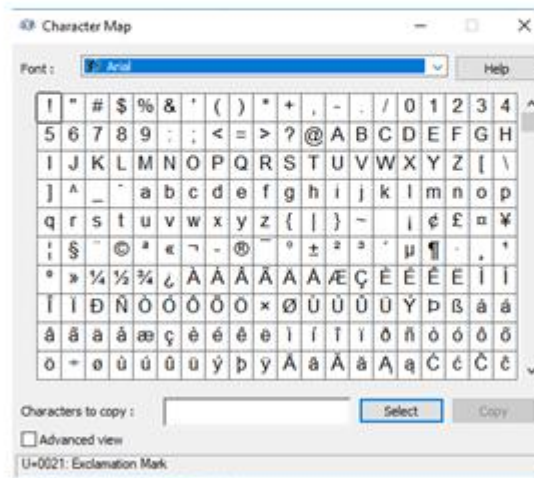 Character Map
Font : Arial Help
! " # $ % & ' ( ) * + , - . / 0 1 2 3 4
5 6 7 8 9 : ; < = > ? @ A B C D E F G H
I J K L M N O P Q R S T U V W X Y Z [ \
] ^ _ ` a b c d e f g h i j k l m n o p
q r s t u v w x y z { | } ~ ¡ ¢ £ ¤ ¥
¦ § ¨ © ª « ¬ - ® ¯ ° ± ² ³ ´ µ ¶ · ¸ ¹
º » ¼ ½ ¾ ¿ À Á Â Ã Ä Å Æ Ç È É Ê Ë Ì Í
Î Ï Ð Ñ Ò Ó Ô Õ Ö × Ø Ù Ú Û Ü Ý Þ ß à á
â ã ä å æ ç è é ê ë ì í î ï ð ñ ò ó ô õ
ö ÷ ø ù ú û ü ý þ ÿ Ā ā Ă ă Ą ą Ć ć Ĉ ĉ
Characters to copy : Select Copy
Advanced view
U+0021: Exclamation Mark